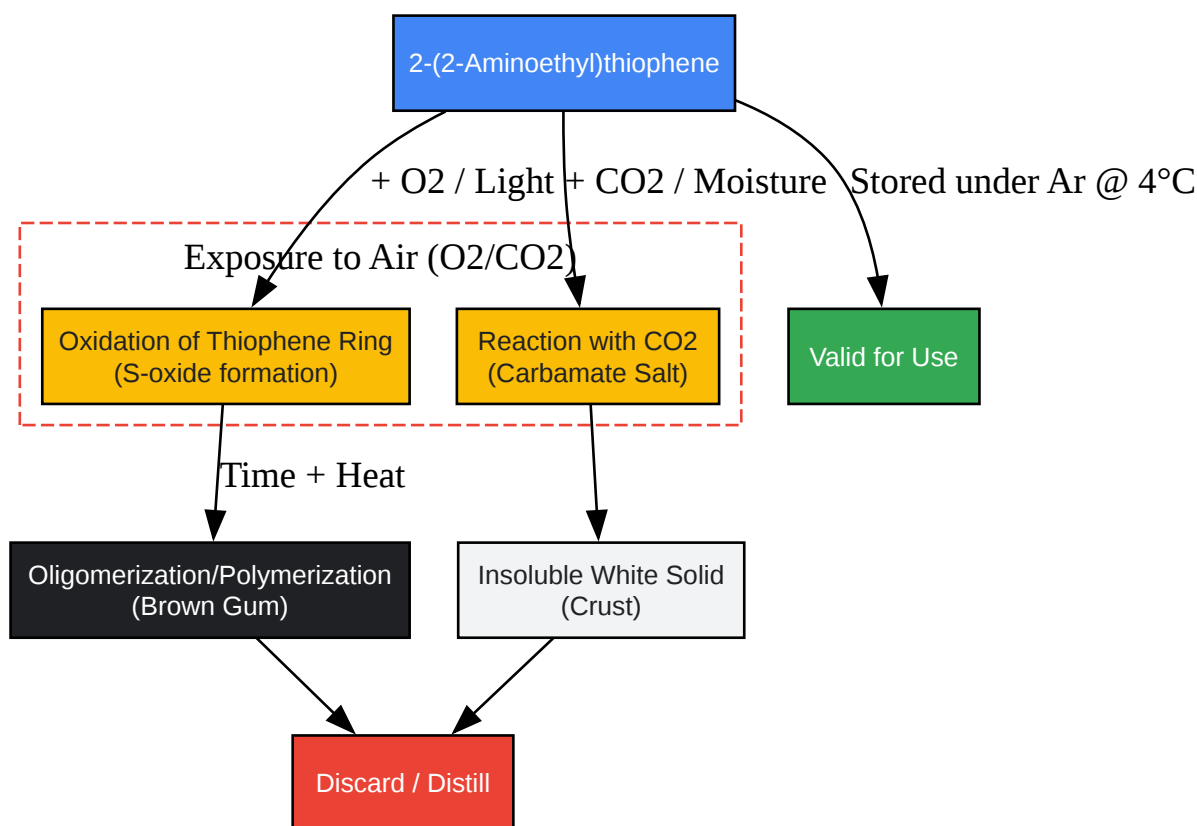 2-(2-Aminoethyl)thiophene
+ O2 / Light
+ CO2 / Moisture
Stored under Ar @ 4°C
Exposure to Air (O2/CO2)
Oxidation of Thiophene Ring
(S-oxide formation)
Reaction with CO2
(Carbamate Salt)
Valid for Use
Time + Heat
Oligomerization/Polymerization
(Brown Gum)
Insoluble White Solid
(Crust)
Discard / Distill